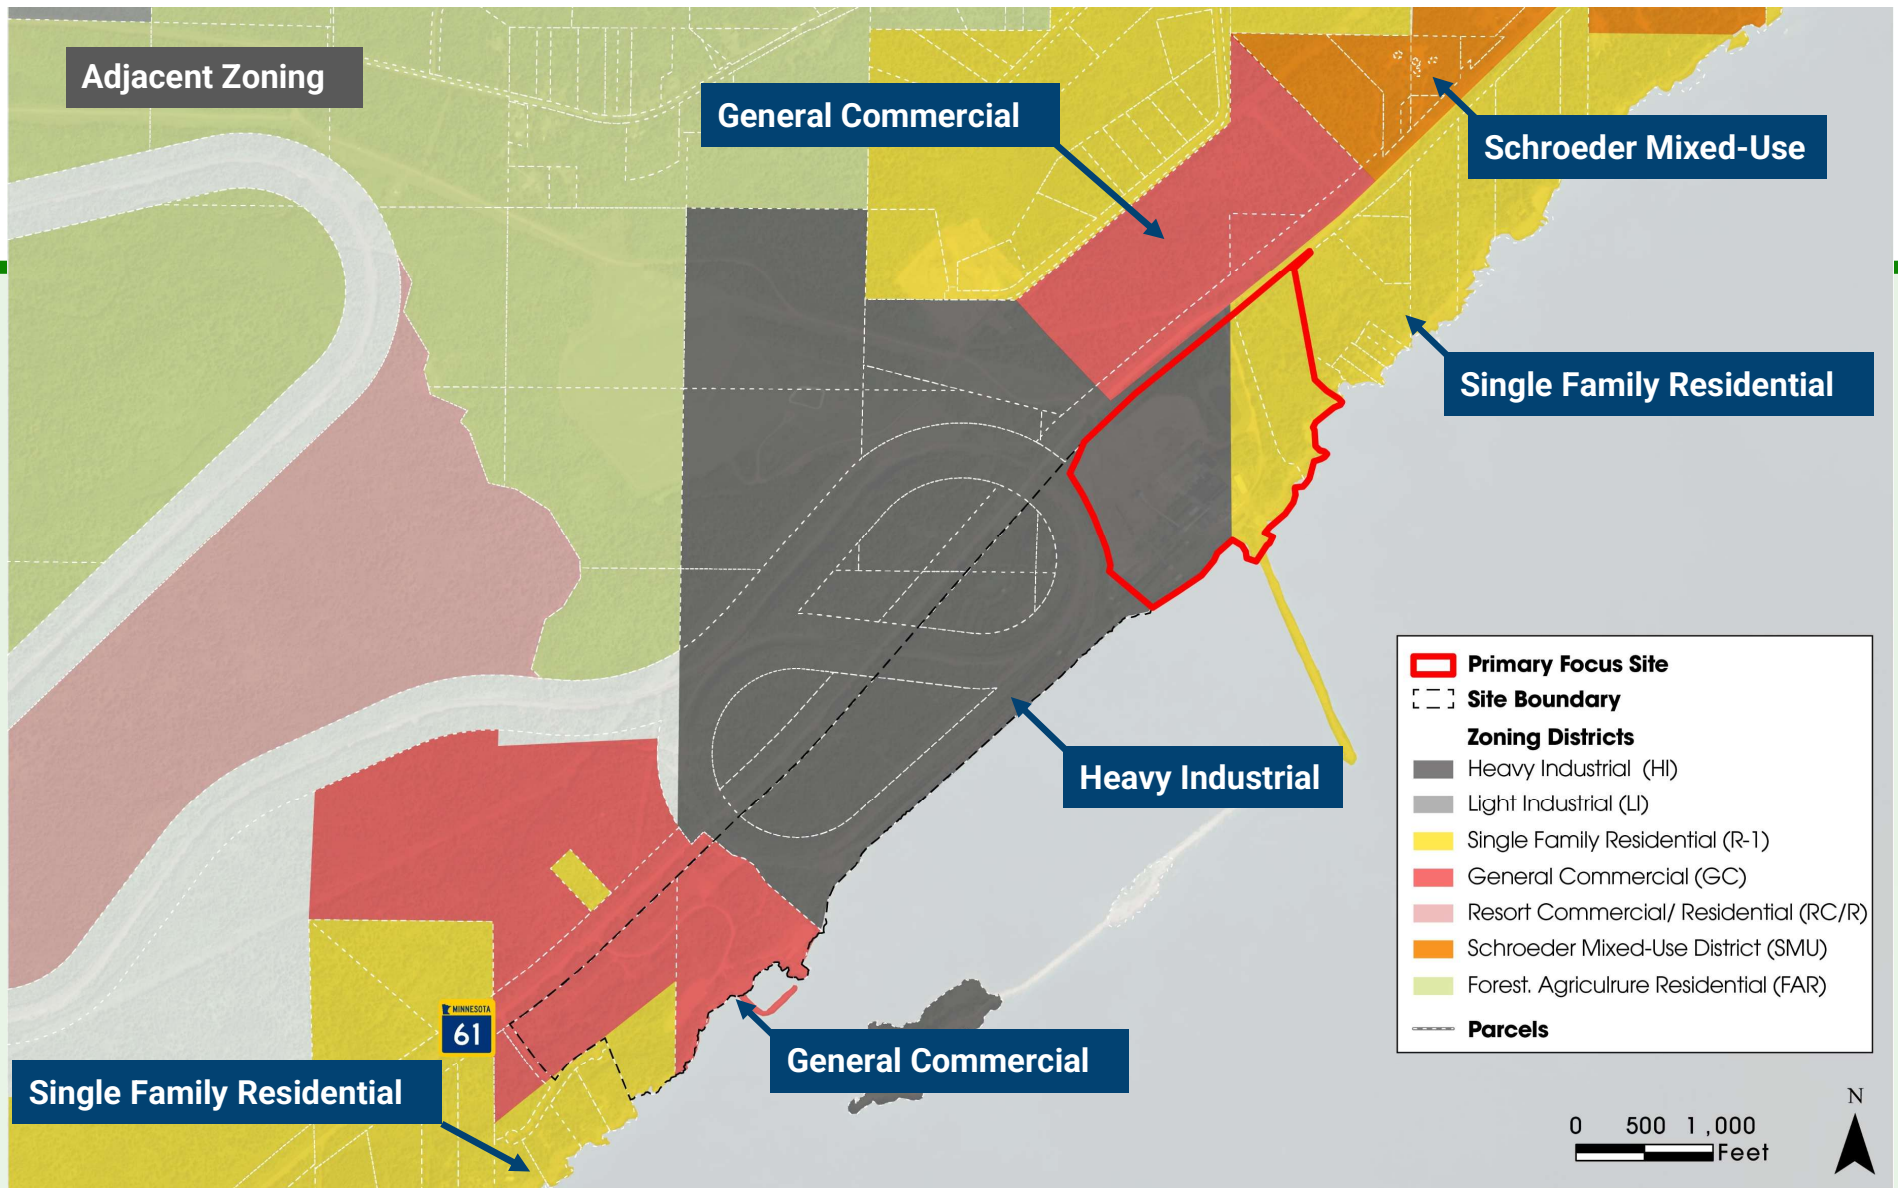 Adjacent Zoning
General Commercial
Schroeder Mixed-Use
Single Family Residential
Heavy Industrial
General Commercial
Single Family Residential
MINNESOTA
61
Primary Focus Site
Site Boundary
Zoning Districts
Heavy Industrial (HI)
Light Industrial (LI)
Single Family Residential (R-1)
General Commercial (GC)
Resort Commercial/ Residential (RC/R)
Schroeder Mixed-Use District (SMU)
Forest. Agriculrure Residential (FAR)
Parcels
N
0 500 1,000
Feet